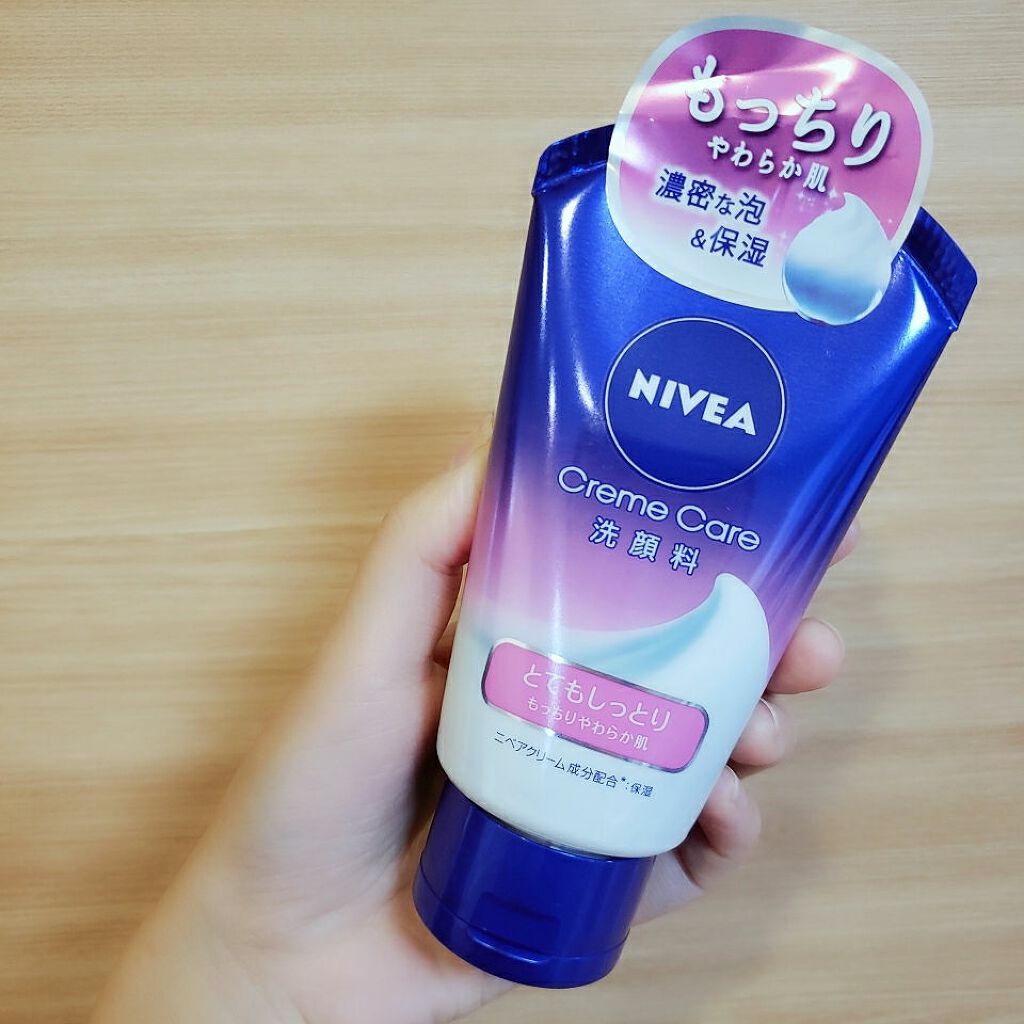 もっちり
やわらか肌
濃密な泡
&保湿
NIVEA
Creme Care
洗顔料
とてもしっとり
もっちりやわらか肌
ニベアクリーム成分配合*:保湿